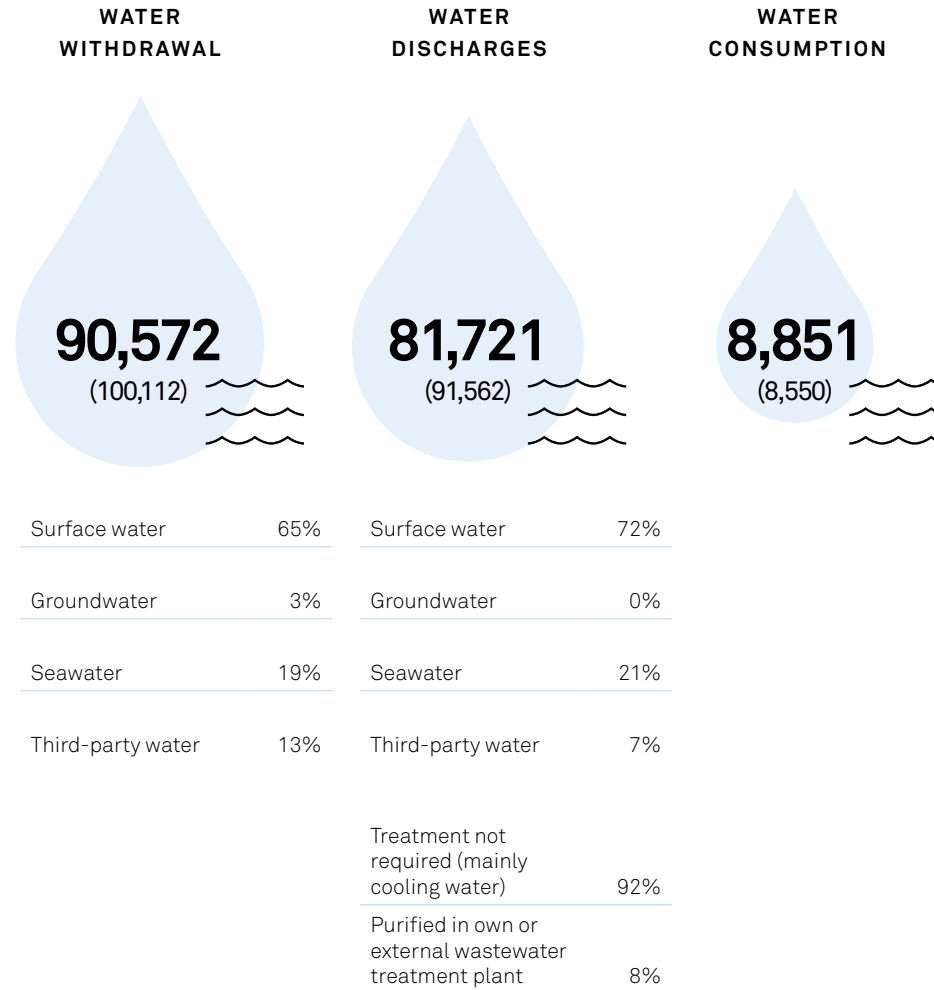 WATER
WITHDRAWAL
WATER
DISCHARGES
WATER
CONSUMPTION
90,572
(100,112)
81,721
(91,562)
8,851
(8,550)
Surface water 65%
Groundwater 3%
Seawater 19%
Third-party water 13%
Surface water 72%
Groundwater 0%
Seawater 21%
Third-party water 7%
Treatment not
required (mainly
cooling water) 92%
Purified in own or
external wastewater
treatment plant 8%